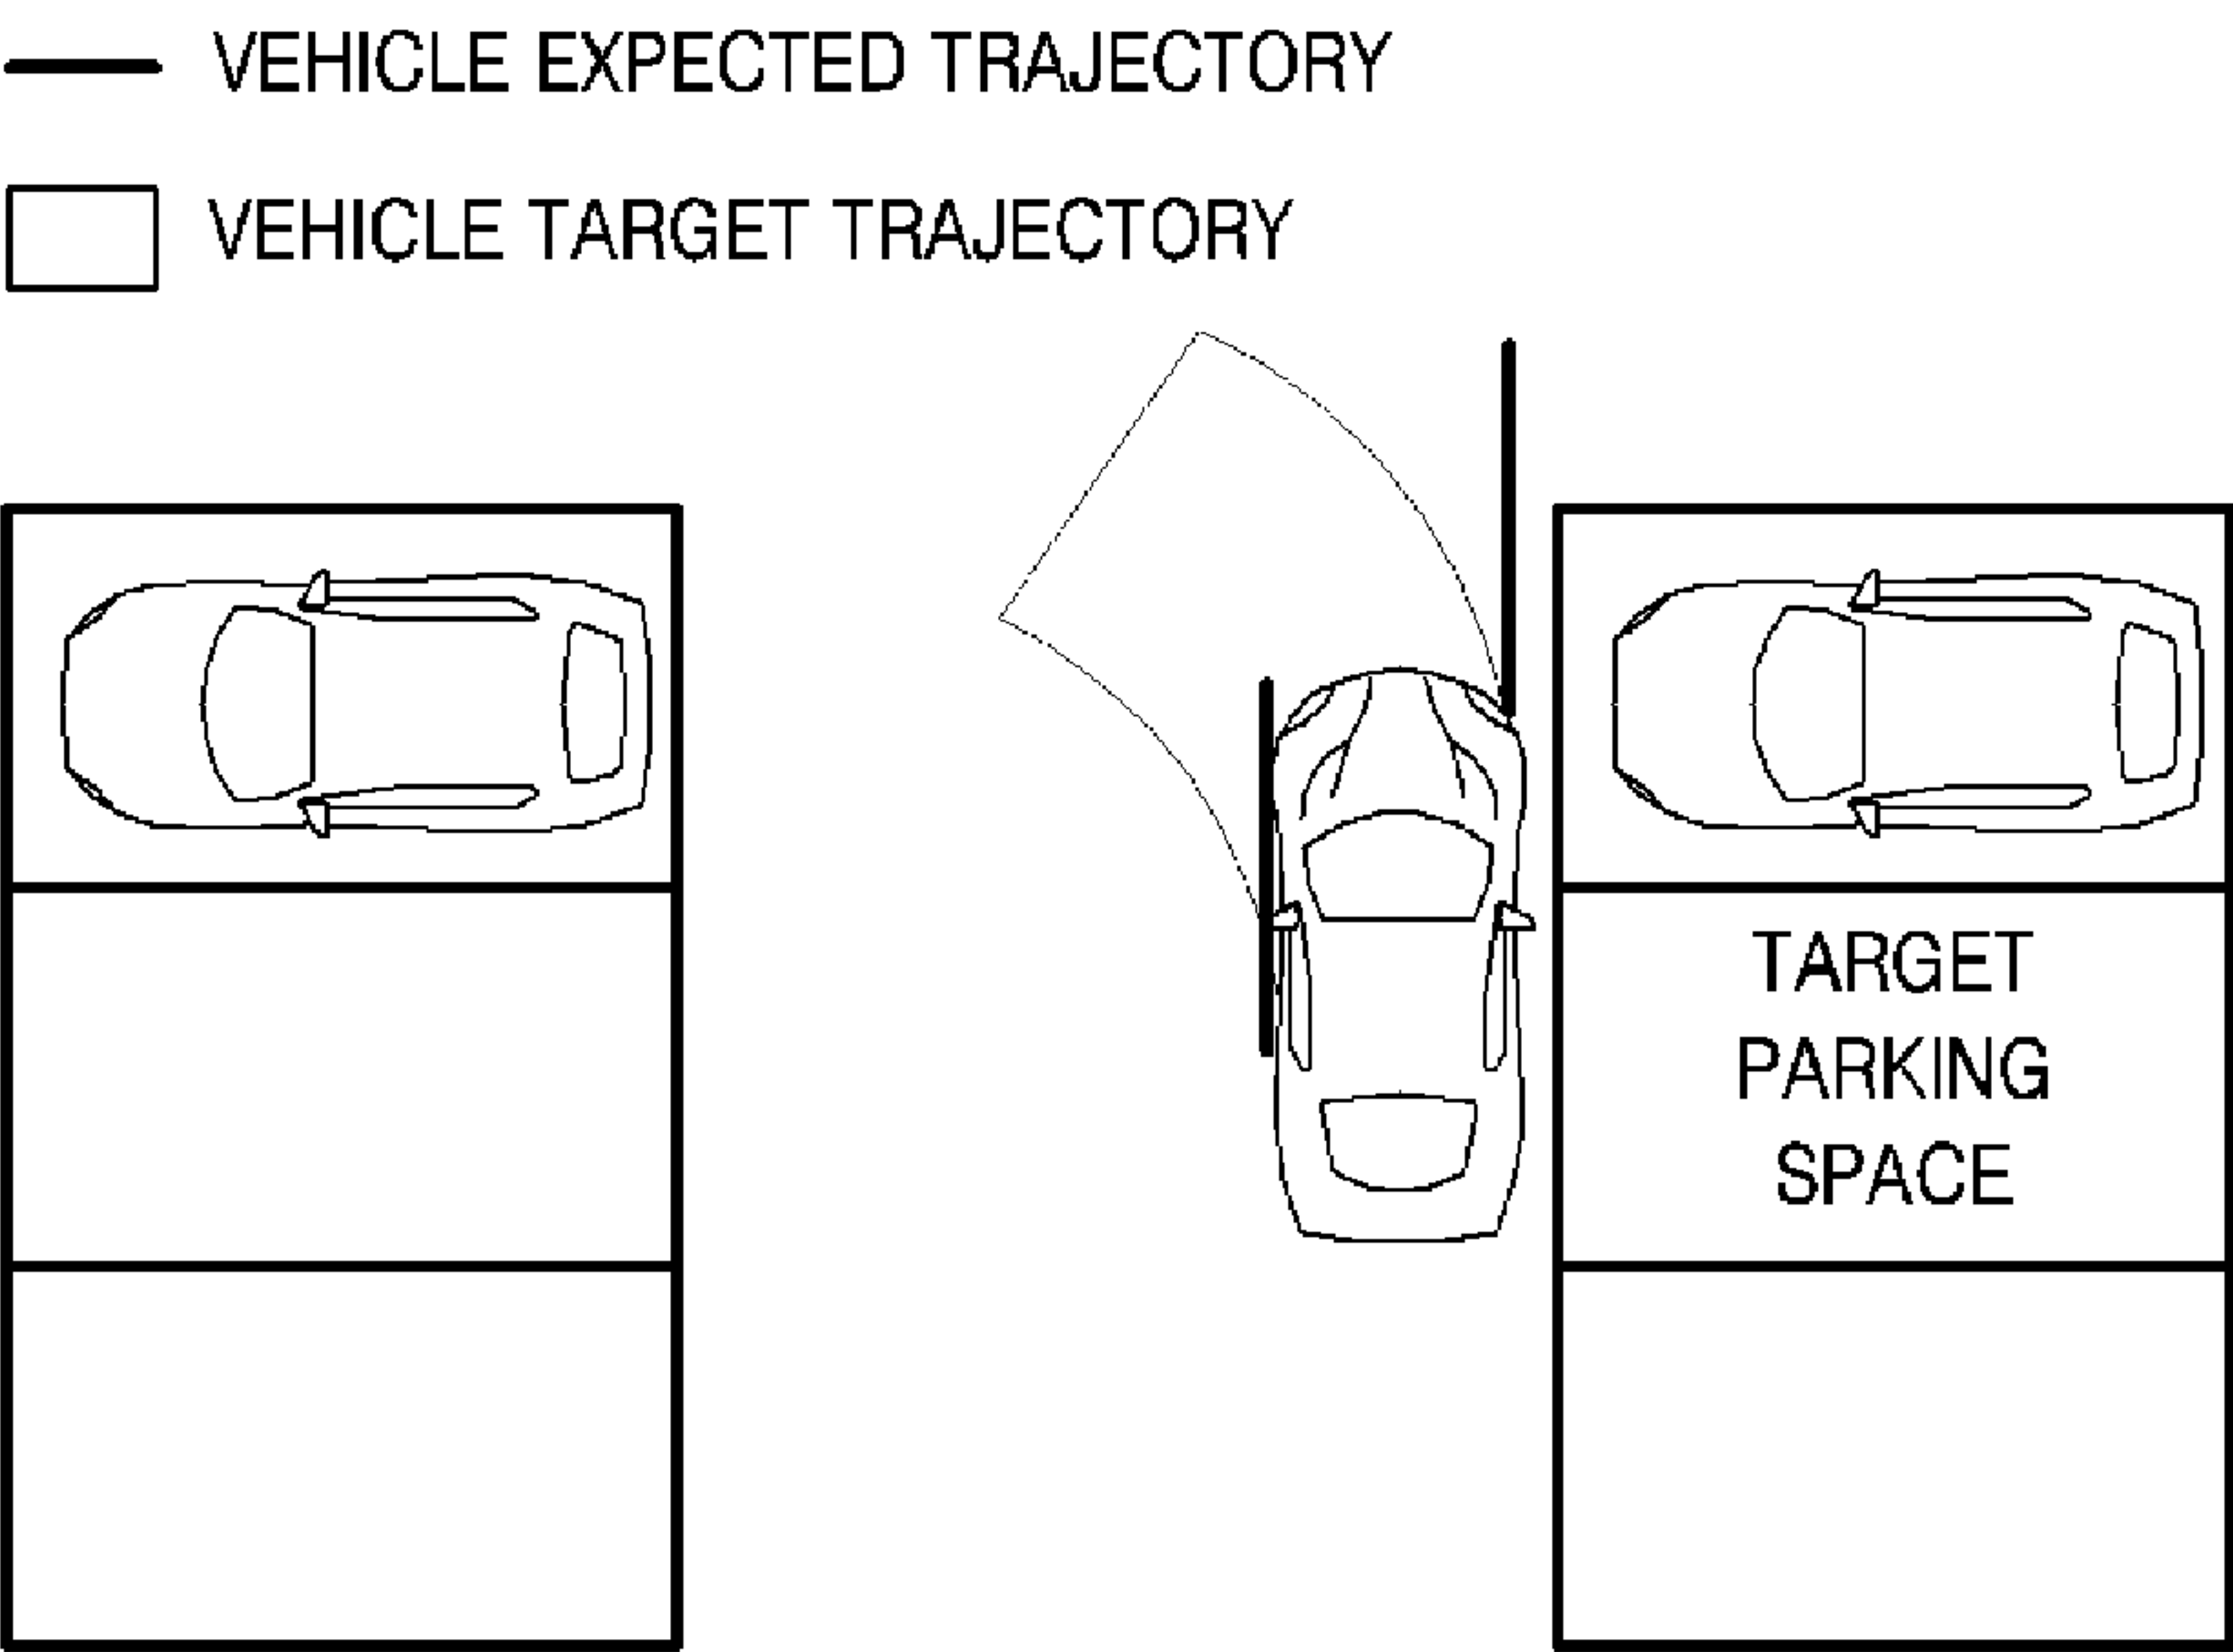 VEHICLE EXPECTED TRAJECTORY
VEHICLE TARGET TRAJECTORY
TARGET
PARKING
SPACE